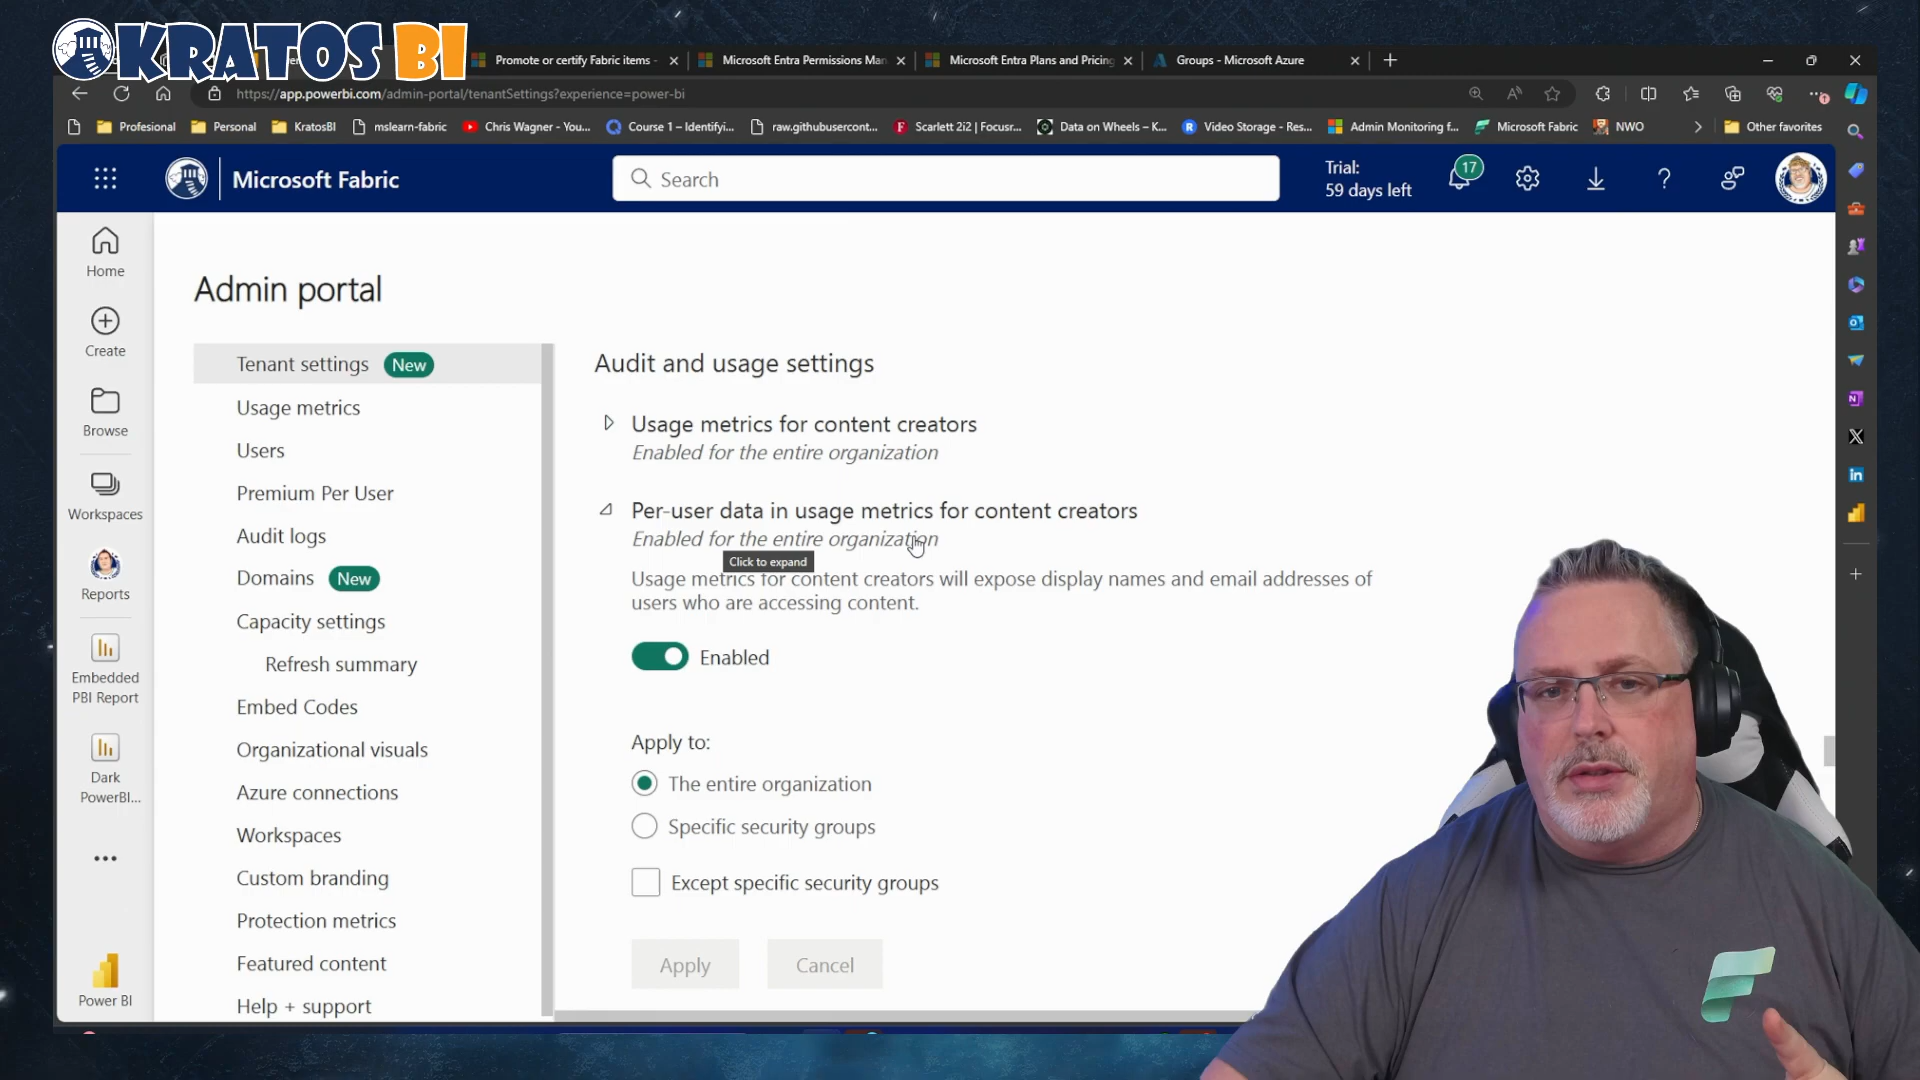 KRATOS BI
Promote or certify Fabric items -
Microsoft Entra Permissions Man
Microsoft Entra Plans and Pricing
Groups - Microsoft Azure
https://app.powerbi.com/admin-portal/tenantSettings?experience=power-bi
Profesional
Personal
KratosBI
mslearn-fabric
Chris Wagner - You...
Course 1 – Identifyi...
raw.githubusercont...
Scarlett 2i2 | Focusr...
Data on Wheels – K...
Video Storage - Res...
Admin Monitoring f...
Microsoft Fabric
NWO
Other favorites
Microsoft Fabric
Search
Trial:
59 days left
17
Home
Create
Browse
Workspaces
Reports
Embedded
PBI Report
Dark
PowerBI...
Power BI
Admin portal
Tenant settings New
Usage metrics
Users
Premium Per User
Audit logs
Domains New
Capacity settings
Refresh summary
Embed Codes
Organizational visuals
Azure connections
Workspaces
Custom branding
Protection metrics
Featured content
Help + support
Audit and usage settings
Usage metrics for content creators
Enabled for the entire organization
Per-user data in usage metrics for content creators
Enabled for the entire organization
Click to expand
Usage metrics for content creators will expose display names and email addresses of
users who are accessing content.
Enabled
Apply to:
The entire organization
Specific security groups
Except specific security groups
Apply
Cancel